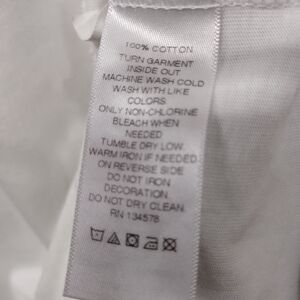 100% COTTON
TURN GARMENT
INSIDE OUT
MACHINE WASH COLD
WASH WITH LIKE
COLORS
ONLY NON-CHLORINE
BLEACH WHEN
NEEDED
TUMBLE DRY LOW.
WARM IRON IF NEEDED
ON REVERSE SIDE
DO NOT IRON
DECORATION.
DO NOT DRY CLEAN.
RN 134578